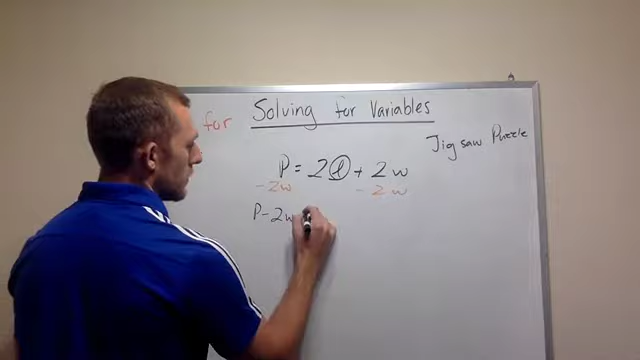 for Solving for Variables
Jigsaw Puzzle
P = 2l + 2w
-2w -2w
P-2w